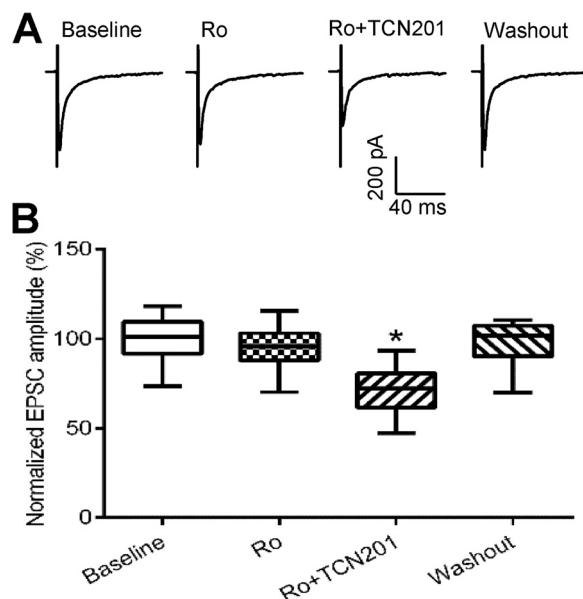 A
Baseline Ro Ro+TCN201 Washout
200 pA
40 ms
B
Normalized EPSC amplitude (%)
150
100
50
0
*
Baseline Ro Ro+TCN201 Washout